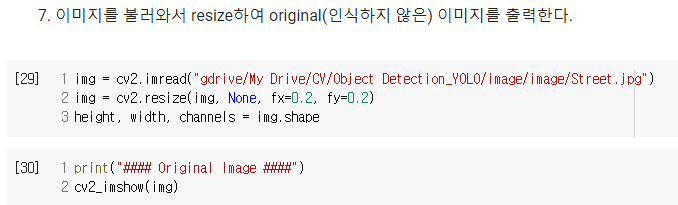 7. 이미지를 불러와서 resize하여 original(인식하지 않은) 이미지를 출력한다.
[29] 1 img = cv2.imread("gdrive/My Drive/CV/Object Detection_YOLO/image/image/Street.jpg")
2 img = cv2.resize(img, None, fx=0.2, fy=0.2)
3 height, width, channels = img.shape
[30] 1 print("#### Original Image ####")
2 cv2_imshow(img)